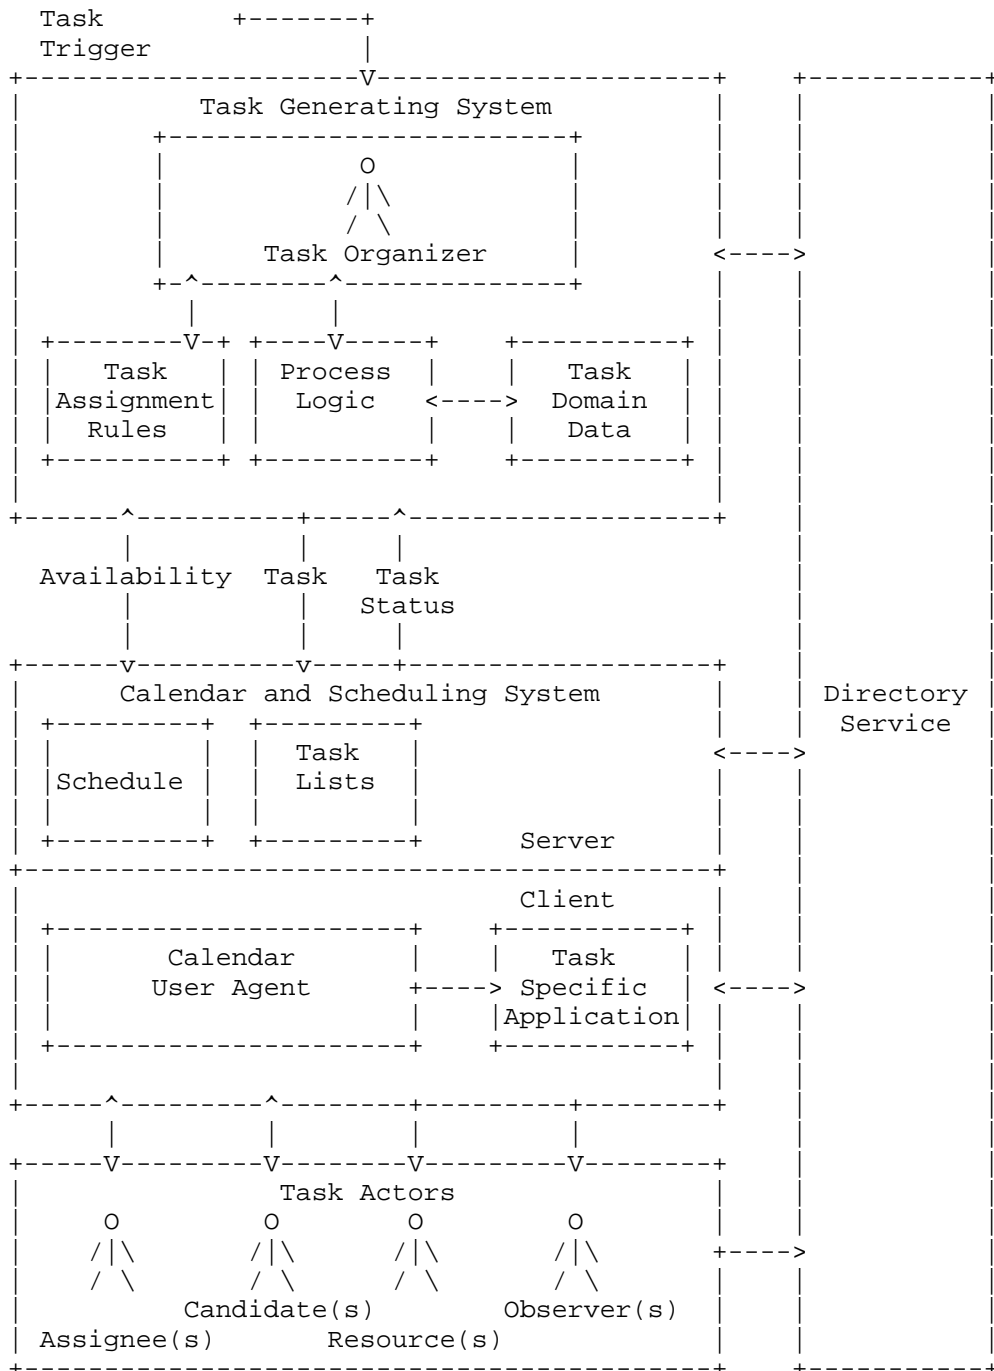 Task
Trigger
Task Generating System
Task Organizer
Task
Assignment
Rules
Process
Logic
Task
Domain
Data
Availability
Task
Task
Status
Calendar and Scheduling System
Schedule
Task
Lists
Server
Client
Calendar
User Agent
Task
Specific
Application
Task Actors
Assignee(s)
Candidate(s)
Resource(s)
Observer(s)
Directory
Service